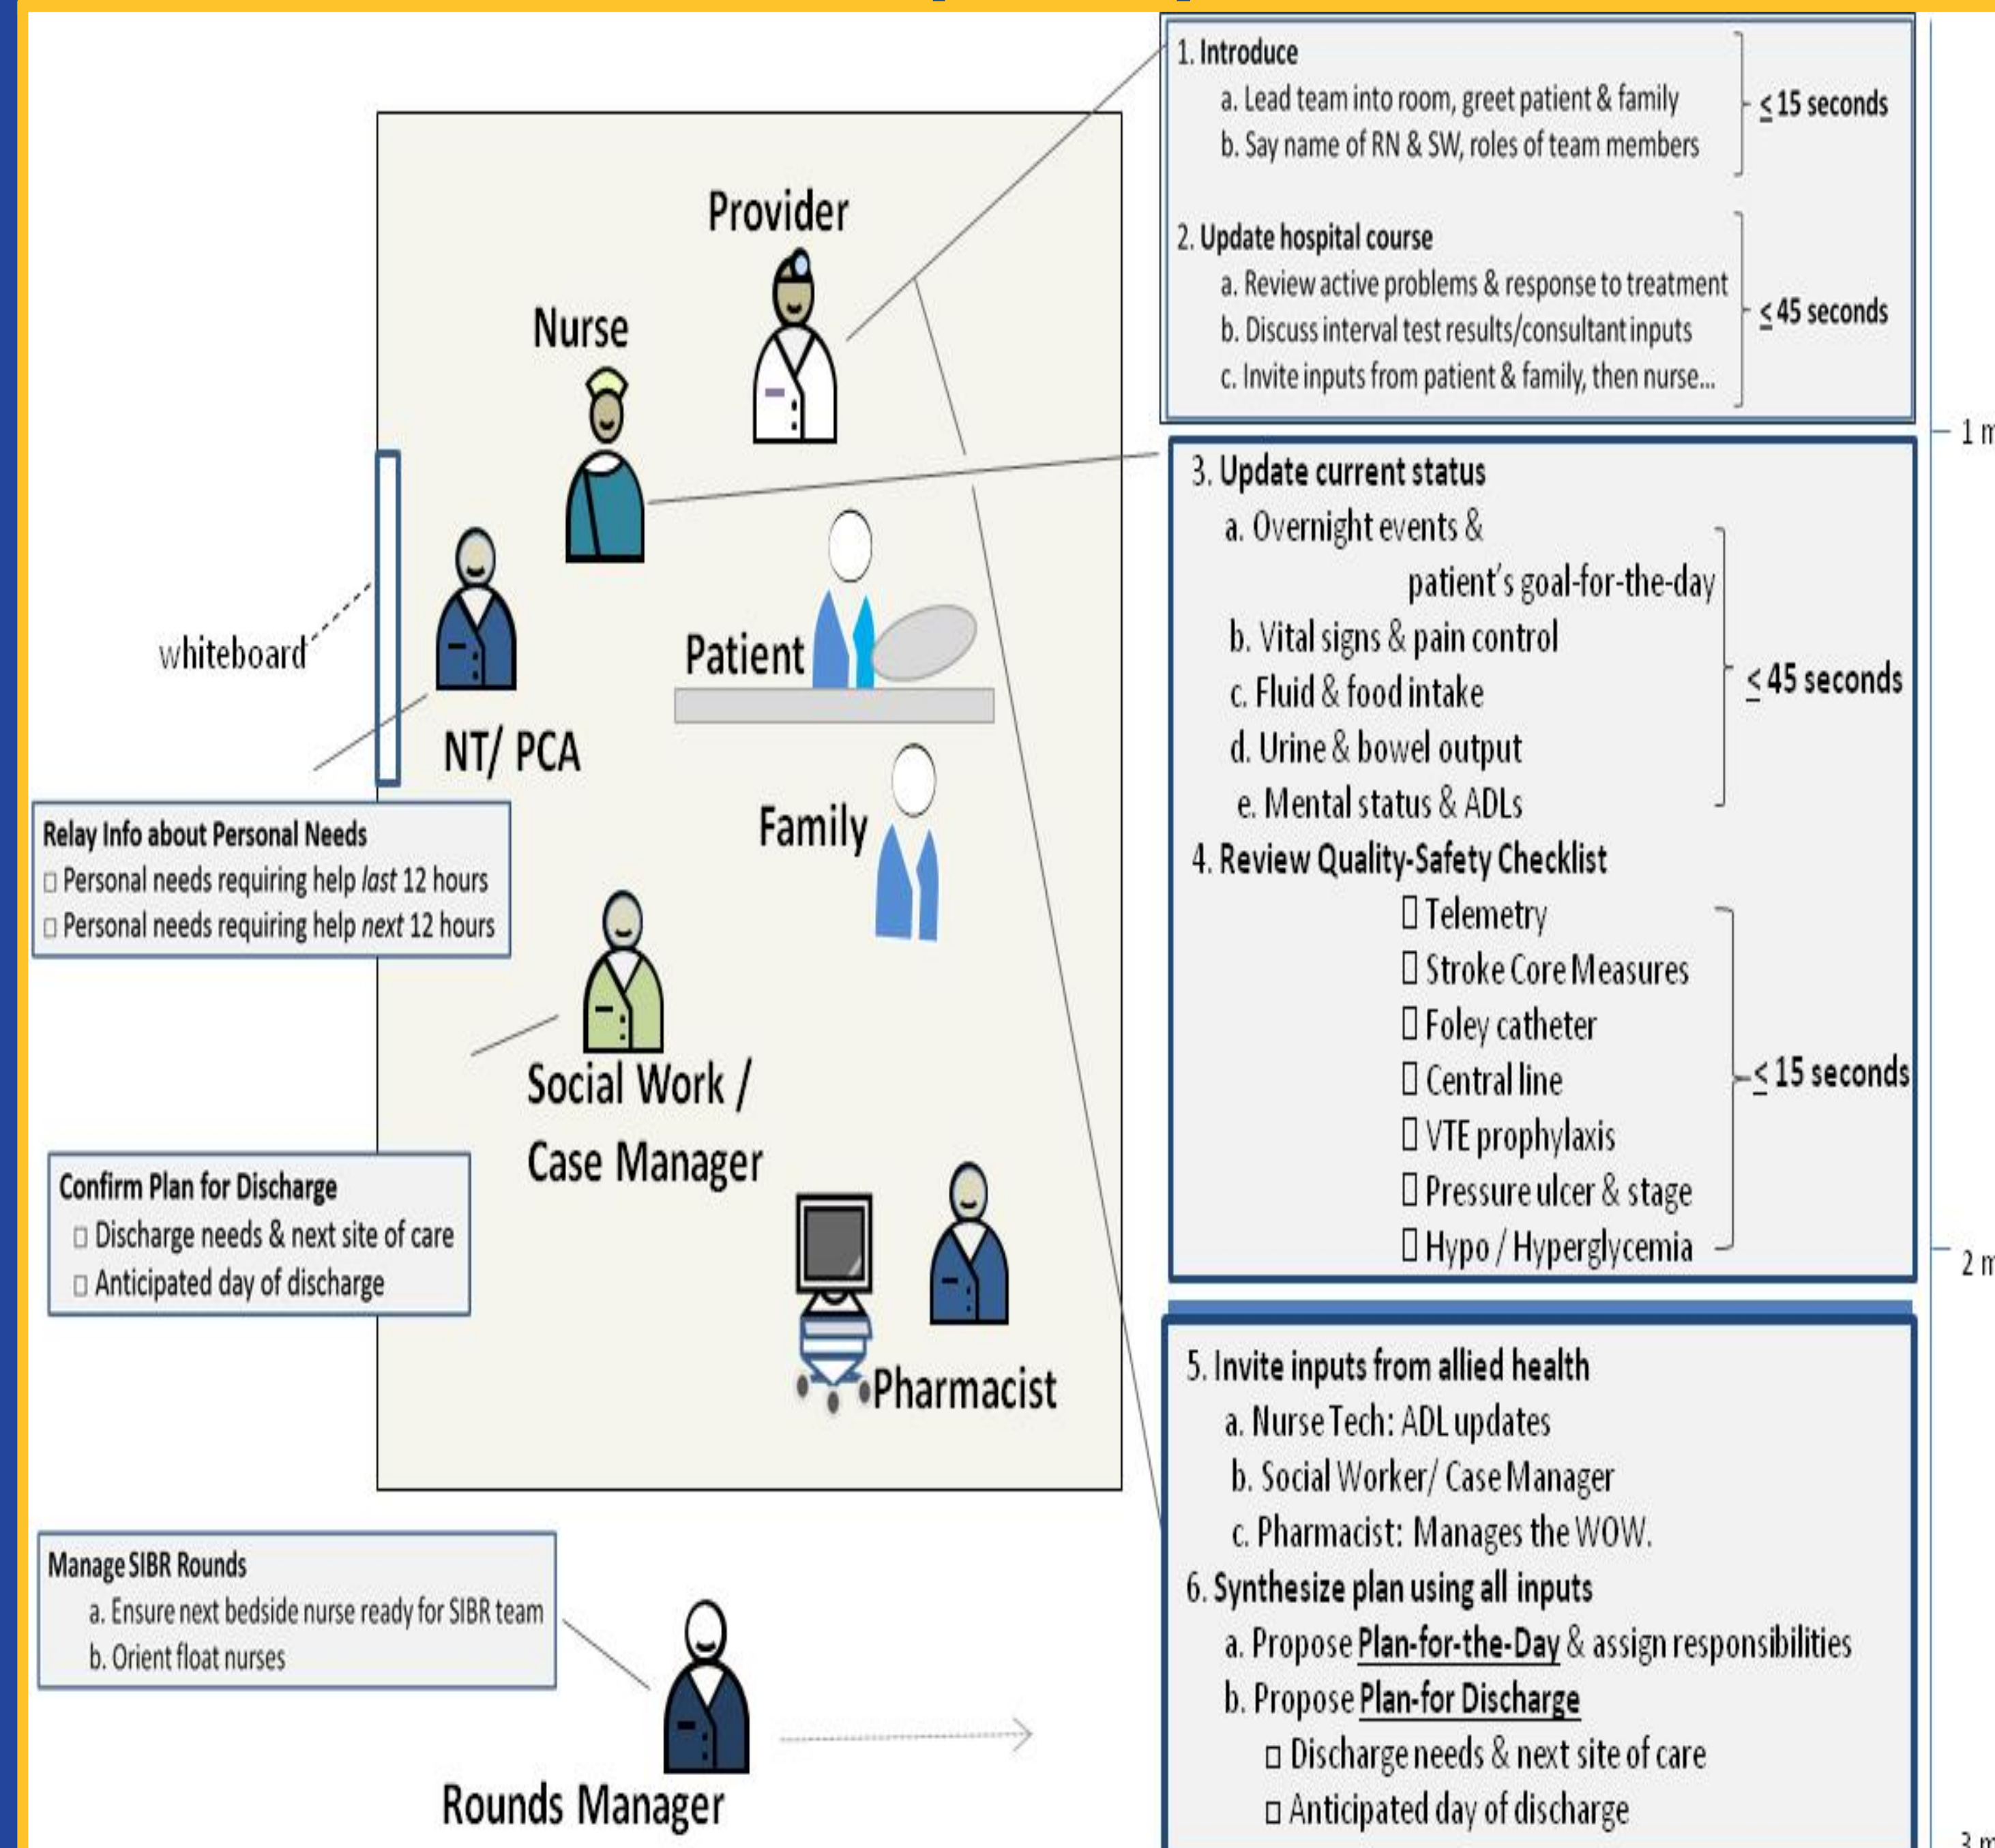 Provider
Nurse
whiteboard
NT/ PCA
Patient
Family
Relay Info about Personal Needs
□ Personal needs requiring help last 12 hours
□ Personal needs requiring help next 12 hours
Social Work /
Case Manager
Confirm Plan for Discharge
□ Discharge needs & next site of care
□ Anticipated day of discharge
Pharmacist
Manage SIBR Rounds
a. Ensure next bedside nurse ready for SIBR team
b. Orient float nurses
Rounds Manager
1. Introduce
a. Lead team into room, greet patient & family
b. Say name of RN & SW, roles of team members
≤ 15 seconds
2. Update hospital course
a. Review active problems & response to treatment
b. Discuss interval test results/consultant inputs
c. Invite inputs from patient & family, then nurse...
≤ 45 seconds
1 m
3. Update current status
a. Overnight events &
patient's goal-for-the-day
b. Vital signs & pain control
c. Fluid & food intake
d. Urine & bowel output
e. Mental status & ADLs
≤ 45 seconds
4. Review Quality-Safety Checklist
□ Telemetry
□ Stroke Core Measures
□ Foley catheter
□ Central line
□ VTE prophylaxis
□ Pressure ulcer & stage
□ Hypo / Hyperglycemia
≤ 15 seconds
2 m
5. Invite inputs from allied health
a. Nurse Tech: ADL updates
b. Social Worker/ Case Manager
c. Pharmacist: Manages the WOW.
6. Synthesize plan using all inputs
a. Propose Plan-for-the-Day & assign responsibilities
b. Propose Plan-for Discharge
□ Discharge needs & next site of care
□ Anticipated day of discharge
3 m